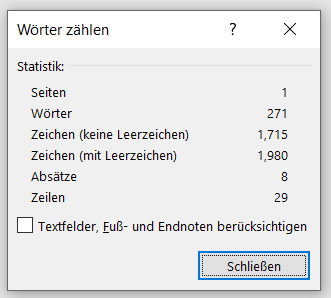 Wörter zählen ? ×
Statistik:
Seiten 1
Wörter 271
Zeichen (keine Leerzeichen) 1,715
Zeichen (mit Leerzeichen) 1,980
Absätze 8
Zeilen 29
Textfelder, Fuß- und Endnoten berücksichtigen
Schließen